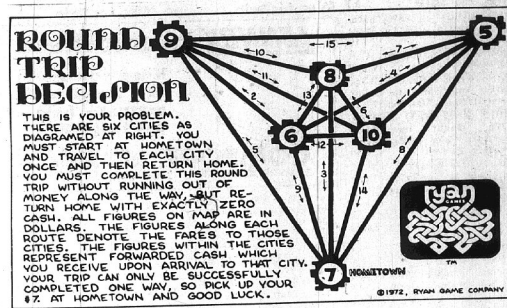 ROUND
TRIP
DECISION
THIS IS YOUR PROBLEM.
THERE ARE SIX CITIES AS
DIAGRAMED AT RIGHT. YOU
MUST START AT HOMETOWN
AND TRAVEL TO EACH CITY
ONCE AND THEN RETURN HOME.
YOU MUST COMPLETE THIS ROUND
TRIP WITHOUT RUNNING OUT OF
MONEY ALONG THE WAY, BUT RE-
TURN HOME WITH EXACTLY ZERO
CASH. ALL FIGURES ON MAP ARE IN
DOLLARS. THE FIGURES ALONG EACH
ROUTE DENOTE THE FARES TO THOSE
CITIES. THE FIGURES WITHIN THE CITIES
REPRESENT FORWARDED CASH WHICH
YOU RECEIVE UPON ARRIVAL TO THAT CITY.
YOUR TRIP CAN ONLY BE SUCCESSFULLY
COMPLETED ONE WAY, SO PICK UP YOUR
$7. AT HOMETOWN AND GOOD LUCK.
9
5
15
10
7
8
11
4
2
13
6
6
10
12
5
3
8
9
14
7
HOMETOWN
ryan
GAMES
TM
©1972, RYAN GAME COMPANY